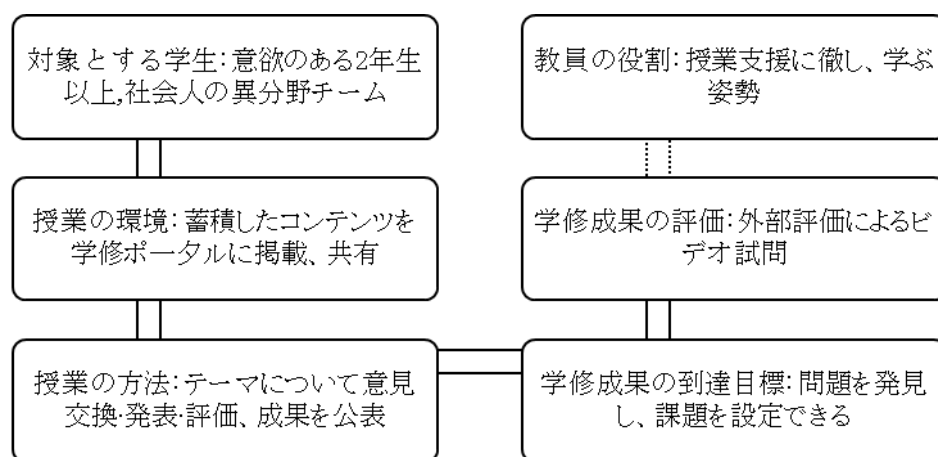 対象とする学生：意欲のある2年生
以上,社会人の異分野チーム
授業の環境：蓄積したコンテンツを
学修ポータルに掲載、共有
授業の方法：テーマについて意見
交換・発表・評価、成果を公表
学修成果の到達目標：問題を発見
し、課題を設定できる
学修成果の評価：外部評価によるビ
デオ試問
教員の役割：授業支援に徹し、学ぶ
姿勢